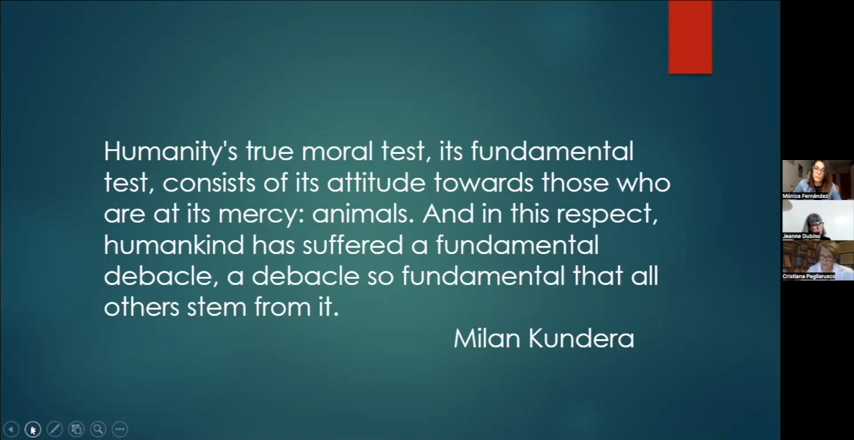 Humanity's true moral test, its fundamental
test, consists of its attitude towards those who
are at its mercy: animals. And in this respect,
humankind has suffered a fundamental
debacle, a debacle so fundamental that all
others stem from it.
Milan Kundera
Mónica Fernández
Jeanne Dubino
Cristiana Pagliarusco